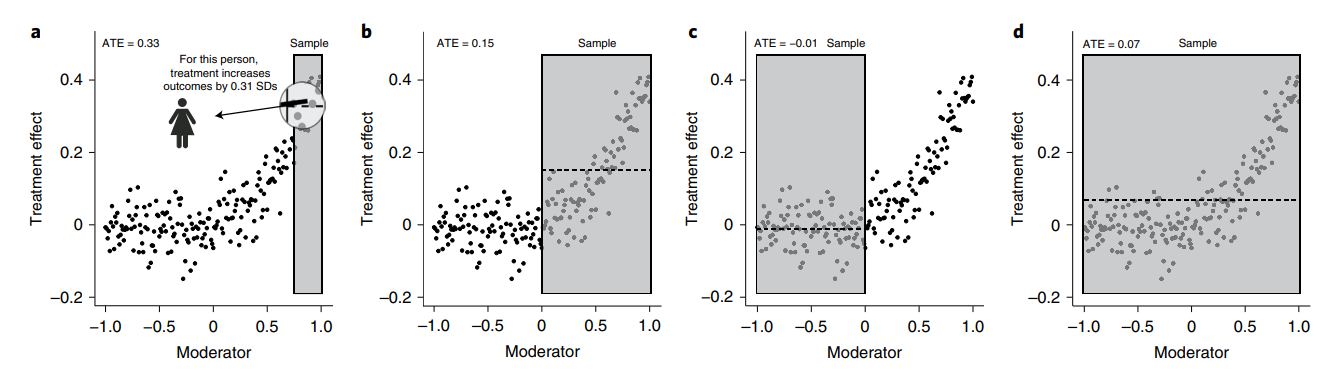 a
ATE = 0.33
Sample
For this person,
treatment increases
outcomes by 0.31 SDs
Treatment effect
0.4
0.2
0
–0.2
–1.0 –0.5 0 0.5 1.0
Moderator
b
ATE = 0.15
Sample
Treatment effect
0.4
0.2
0
–0.2
–1.0 –0.5 0 0.5 1.0
Moderator
c
ATE = –0.01 Sample
Treatment effect
0.4
0.2
0
–0.2
–1.0 –0.5 0 0.5 1.0
Moderator
d
ATE = 0.07
Sample
Treatment effect
0.4
0.2
0
–0.2
–1.0 –0.5 0 0.5 1.0
Moderator